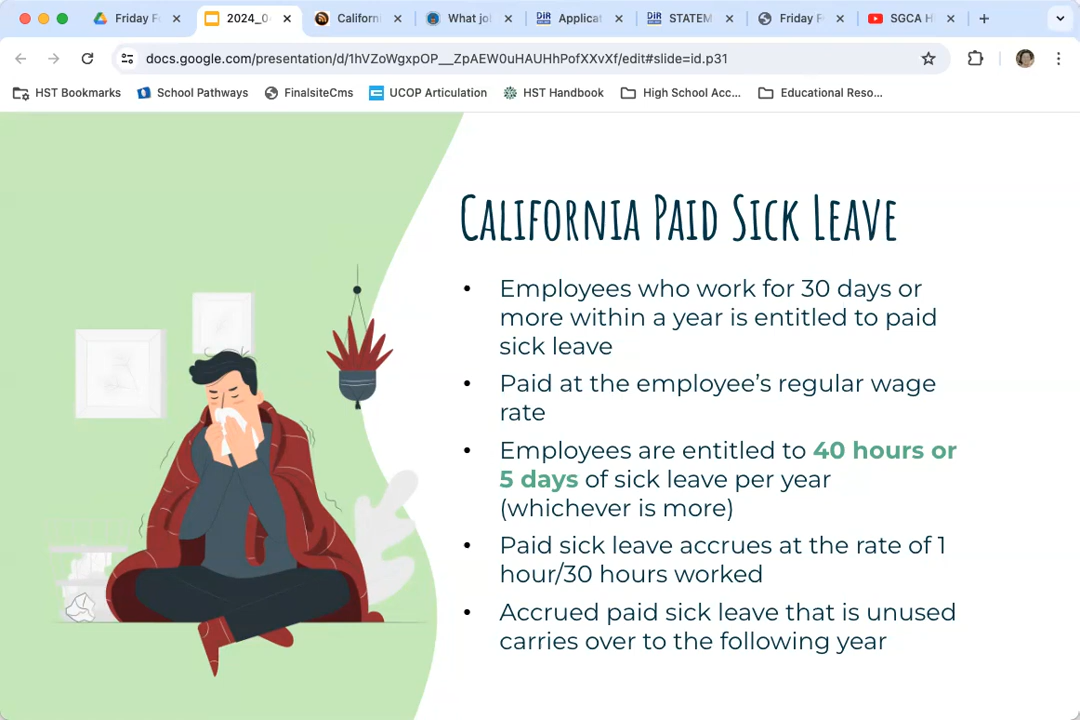 Friday F
2024_0
Californ
What jo
Applica
STATEM
Friday F
SGCA H
docs.google.com/presentation/d/1hVZoWgxpOP__ZpAEW0uHAUHhPofXXvXf/edit#slide=id.p31
HST Bookmarks
School Pathways
FinalsiteCms
UCOP Articulation
HST Handbook
High School Acc...
Educational Reso...
California Paid Sick Leave
• Employees who work for 30 days or
more within a year is entitled to paid
sick leave
• Paid at the employee’s regular wage
rate
• Employees are entitled to 40 hours or
5 days of sick leave per year
(whichever is more)
• Paid sick leave accrues at the rate of 1
hour/30 hours worked
• Accrued paid sick leave that is unused
carries over to the following year